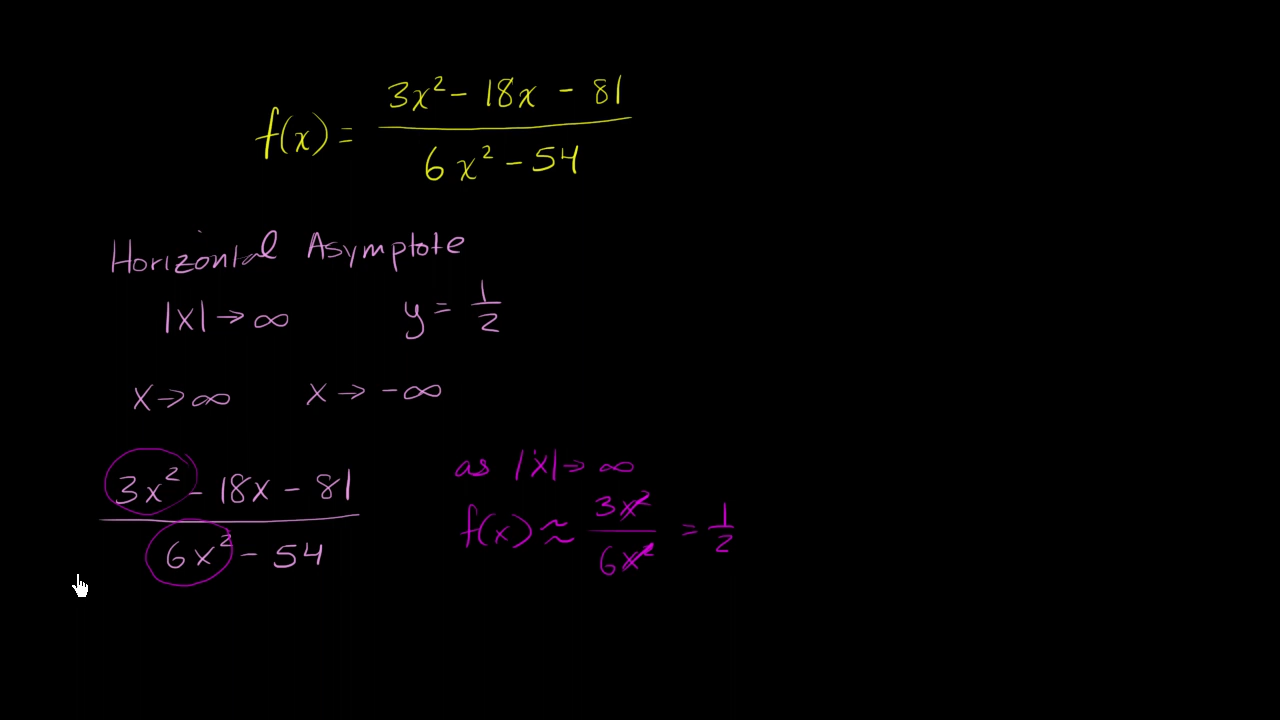 f(x) = (3x² - 18x - 81) / (6x² - 54)
Horizontal Asymptote
|x| → ∞ y = 1/2
x → ∞ x → -∞
(3x² - 18x - 81) / (6x² - 54)
as |x| → ∞
f(x) ≈ 3x²/6x² = 1/2